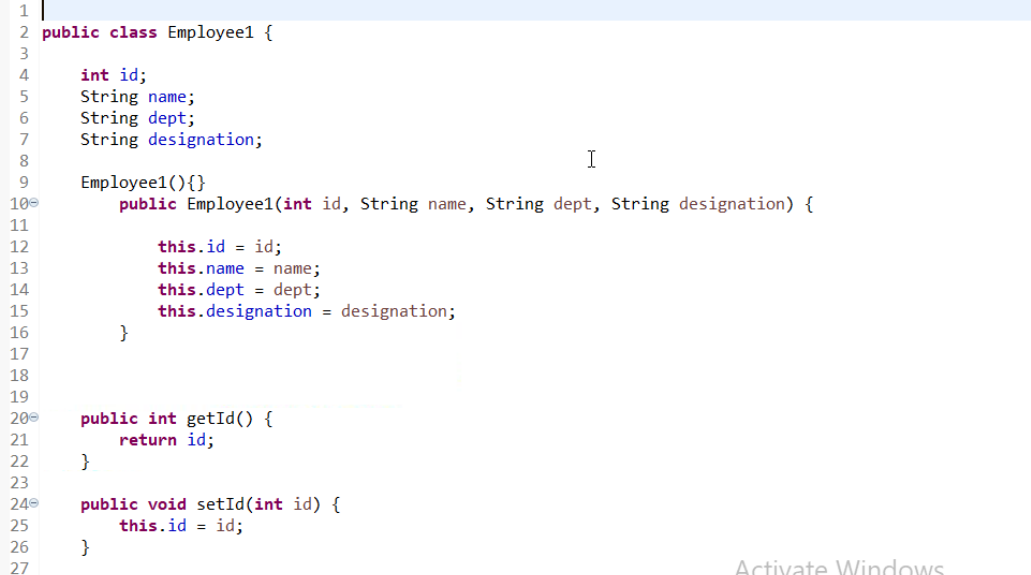 1
2 public class Employee1 {
3
4 int id;
5 String name;
6 String dept;
7 String designation;
8
9 Employee1(){}
10 public Employee1(int id, String name, String dept, String designation) {
11
12 this.id = id;
13 this.name = name;
14 this.dept = dept;
15 this.designation = designation;
16 }
17
18
19
20 public int getId() {
21 return id;
22 }
23
24 public void setId(int id) {
25 this.id = id;
26 }
27
Activate Windows